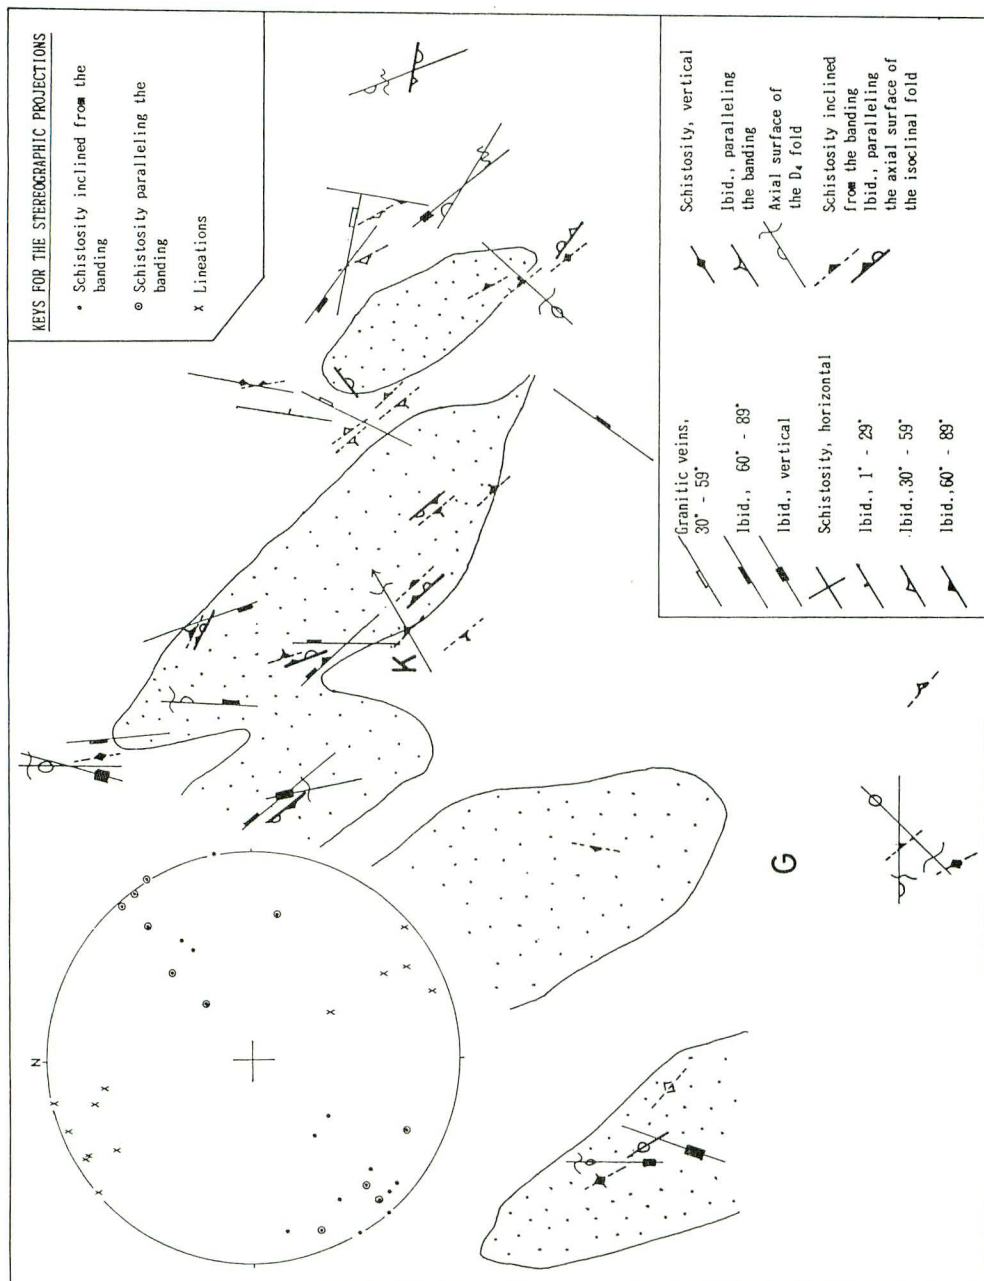 KEYS FOR THE STEREOGRAPHIC PROJECTIONS
• Schistosity inclined from the
banding
⊙ Schistosity paralleling the
banding
x Lineations
N
x x x x x x x x
x x x x x
K
G
Granitic veins,
30° - 59°
Ibid., 60° - 89°
Ibid., vertical
Schistosity, horizontal
Ibid., 1° - 29°
Ibid., 30° - 59°
Ibid., 60° - 89°
Schistosity, vertical
Ibid., paralleling
the banding
Axial surface of
the D₄ fold
Schistosity inclined
from the banding
Ibid., paralleling
the axial surface of
the isoclinal fold